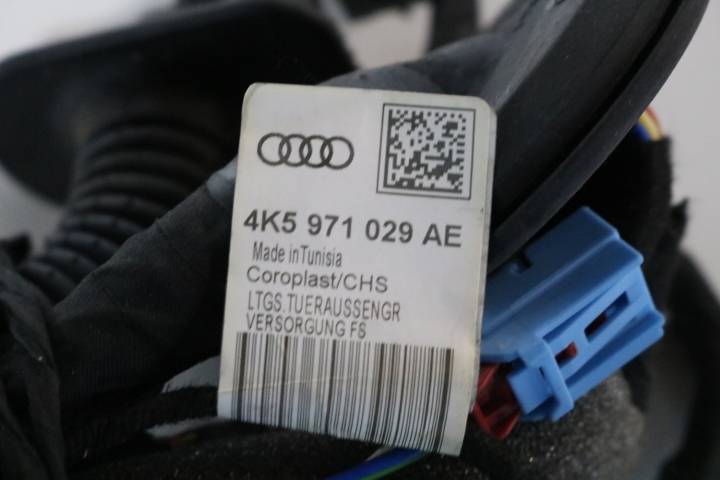 4K5 971 029 AE
Made in Tunisia
Coroplast/CHS
LTGS.TUERAUSSENGR
VERSORGUNG FS